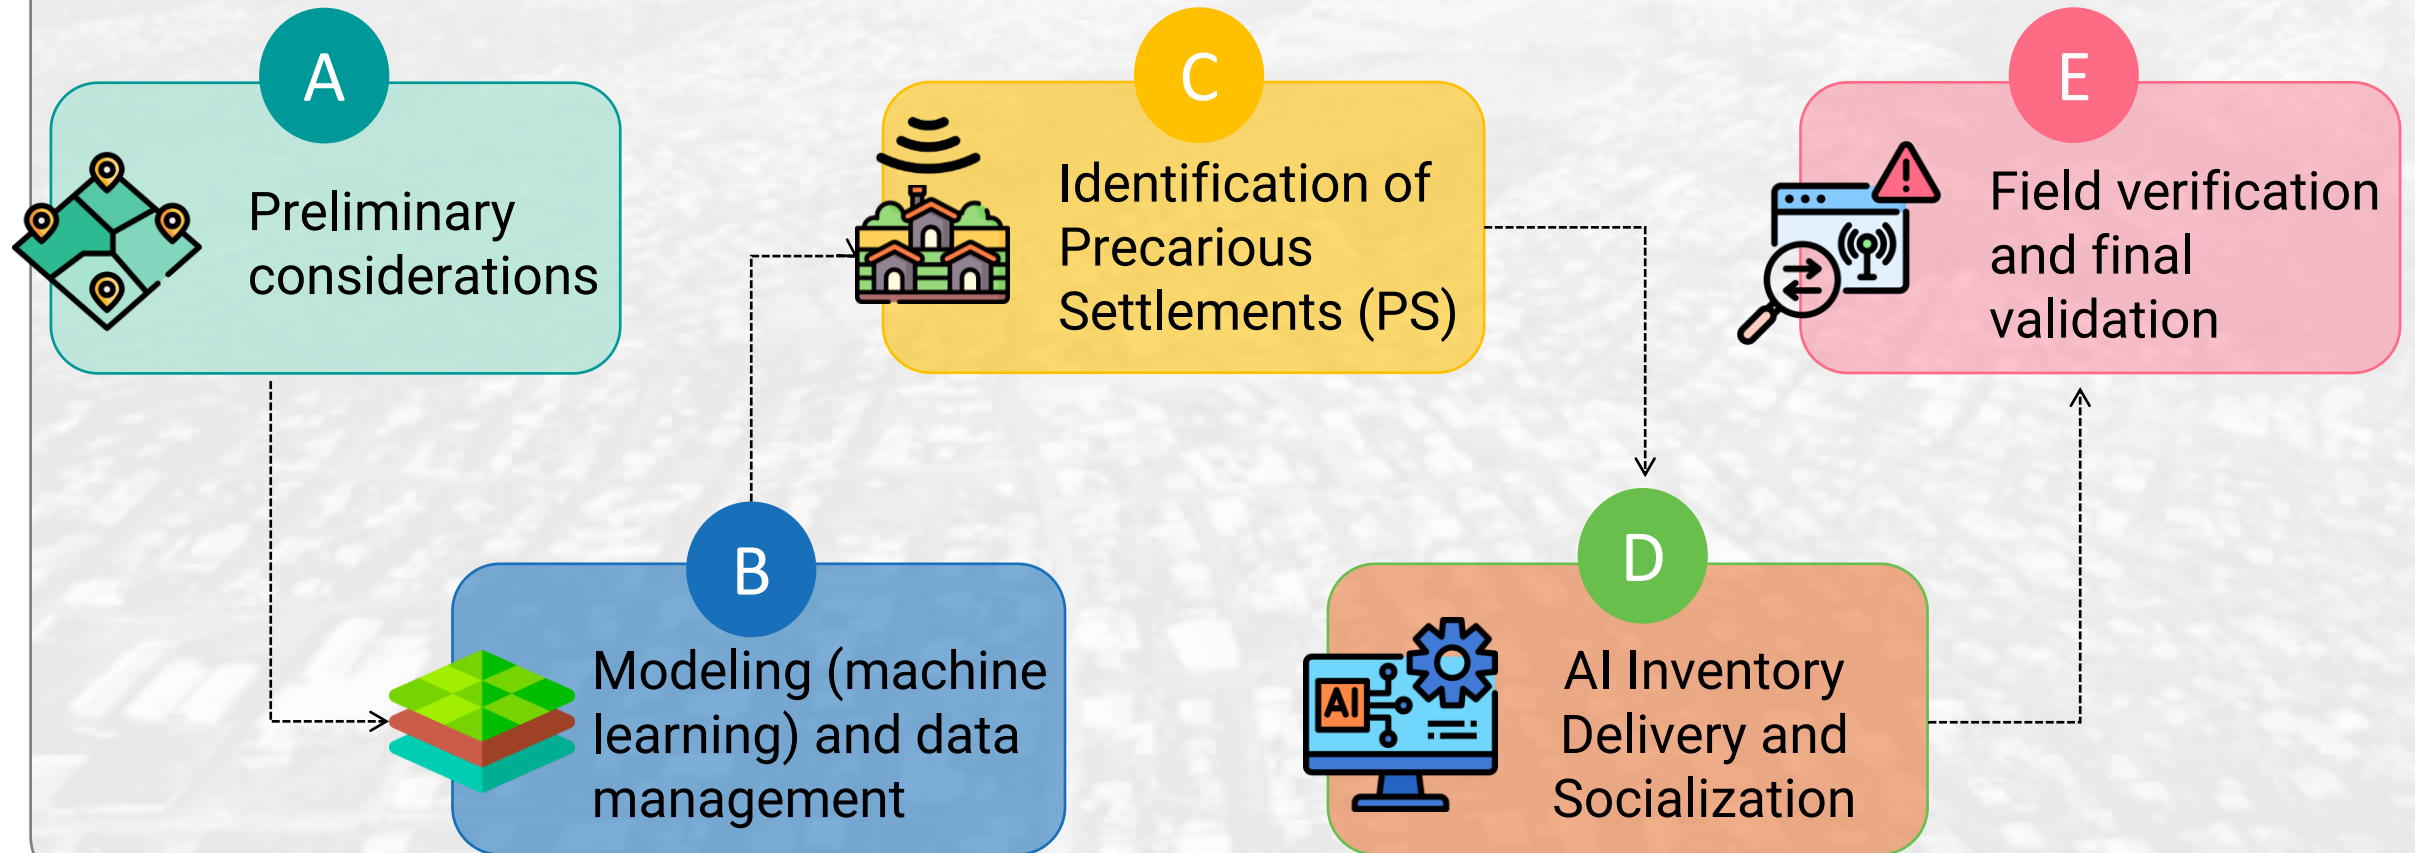 A
Preliminary
considerations
B
Modeling (machine
learning) and data
management
C
Identification of
Precarious
Settlements (PS)
D
AI
AI Inventory
Delivery and
Socialization
E
Field verification
and final
validation